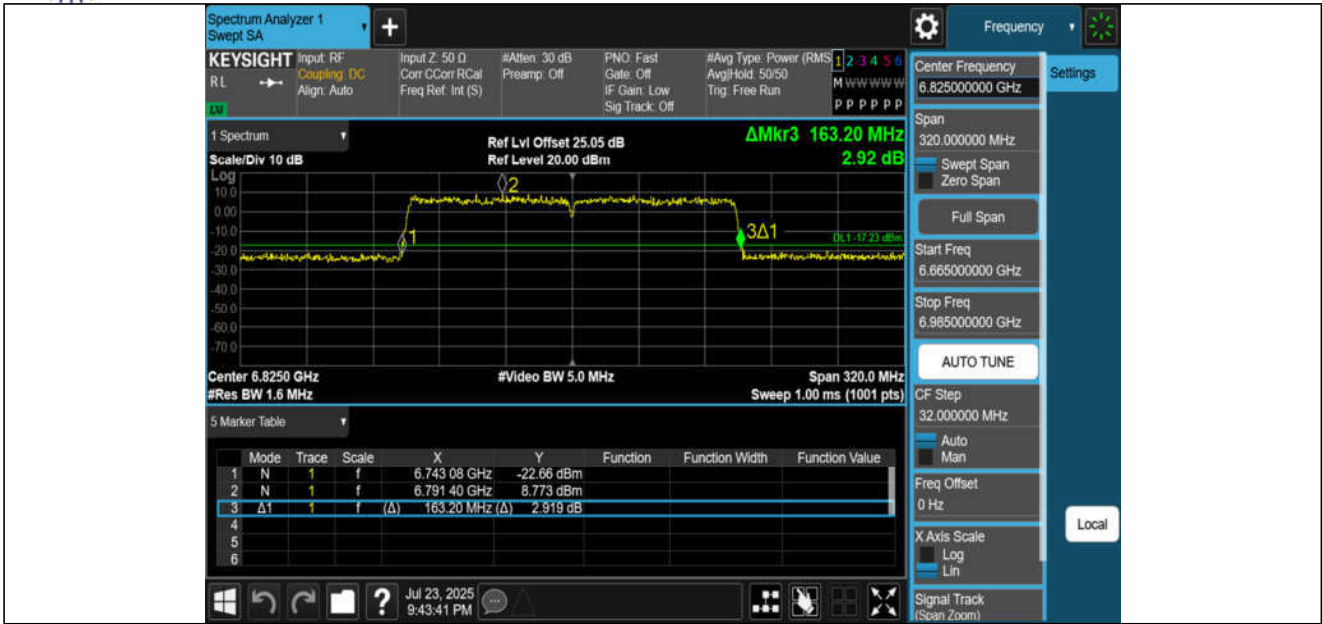 Spectrum Analyzer 1
Swept SA
+
Frequency
KEYSIGHT
RL
LXI
Input: RF
Coupling: DC
Align: Auto
Input Z: 50 Ω
Corr CCorr RCal
Freq Ref: Int (S)
#Atten: 30 dB
Preamp: Off
PNO: Fast
Gate: Off
IF Gain: Low
Sig Track: Off
#Avg Type: Power (RMS
Avg|Hold: 50/50
Trig: Free Run
1 2 3 4 5 6
M W W W W W
P P P P P P
1 Spectrum
Scale/Div 10 dB
Ref Lvl Offset 25.05 dB
Ref Level 20.00 dBm
ΔMkr3 163.20 MHz
2.92 dB
Log
10.0
0.00
-10.0
-20.0
-30.0
-40.0
-50.0
-60.0
-70.0
1
2
3Δ1
DL1 -17.23 dBm
Center 6.8250 GHz
#Video BW 5.0 MHz
Span 320.0 MHz
#Res BW 1.6 MHz
Sweep 1.00 ms (1001 pts)
5 Marker Table
Mode Trace Scale X Y Function Function Width Function Value
1 N 1 f 6.743 08 GHz -22.66 dBm
2 N 1 f 6.791 40 GHz 8.773 dBm
3 Δ1 1 f (Δ) 163.20 MHz (Δ) 2.919 dB
4
5
6
?
Jul 23, 2025
9:43:41 PM
Center Frequency
6.825000000 GHz
Settings
Span
320.000000 MHz
Swept Span
Zero Span
Full Span
Start Freq
6.665000000 GHz
Stop Freq
6.985000000 GHz
AUTO TUNE
CF Step
32.000000 MHz
Auto
Man
Freq Offset
0 Hz
X Axis Scale
Log
Lin
Local
Signal Track
(Span Zoom)